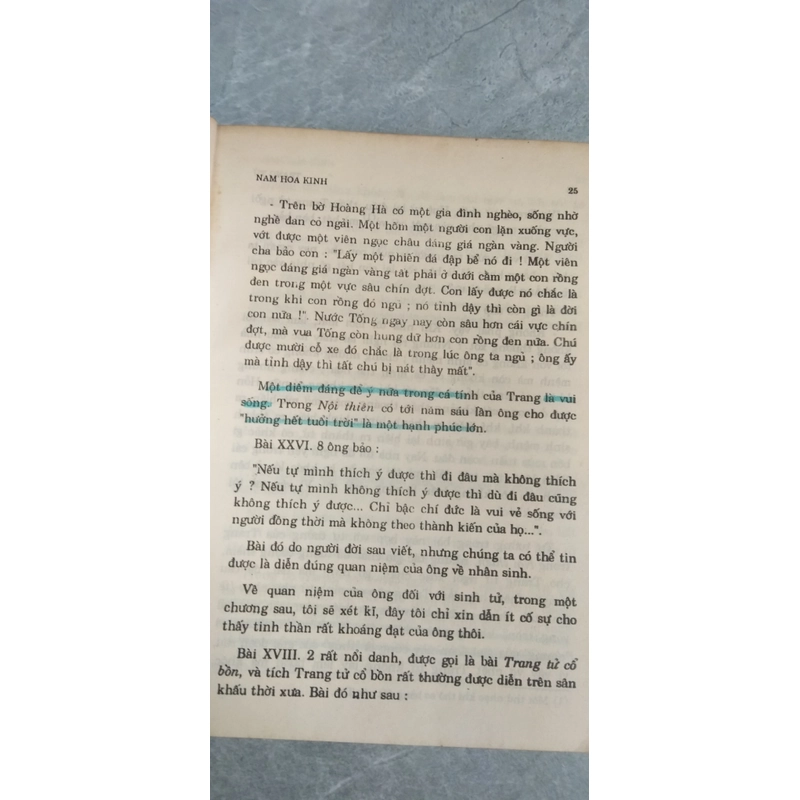 NAM HOA KINH
25
- Trên bờ Hoàng Hà có một gia đình nghèo, sống nhờ
nghề đan cỏ ngải. Một hôm một người con lặn xuống vực,
vớt được một viên ngọc châu đáng giá ngàn vàng. Người
cha bảo con : "Lấy một phiến đá đập bể nó đi ! Một viên
ngọc đáng giá ngàn vàng tất phải ở dưới cằm một con rồng
đen trong một vực sâu chín đợt. Con lấy được nó chắc là
trong khi con rồng đó ngủ ; nó tỉnh dậy thì còn gì là đời
con nữa !". Nước Tống ngay nay còn sâu hơn cái vực chín
đợt, mà vua Tống còn hung dữ hơn con rồng đen nữa. Chú
được mười cỗ xe đó chắc là trong lúc ông ta ngủ ; ông ấy
mà tỉnh dậy thì tất chú bị nát thây mất".
Một điểm đáng để ý nữa trong cá tính của Trang là vui
sống. Trong Nội thiên có tới năm sáu lần ông cho được
"hưởng hết tuổi trời" là một hạnh phúc lớn.
Bài XXVI. 8 ông bảo :
"Nếu tự mình thích ý được thì đi đâu mà không thích
ý ? Nếu tự mình không thích ý được thì dù đi đâu cũng
không thích ý được... Chỉ bậc chí đức là vui vẻ sống với
người đồng thời mà không theo thành kiến của họ...".
Bài đó do người đời sau viết, nhưng chúng ta có thể tin
được là diễn đúng quan niệm của ông về nhân sinh.
Về quan niệm của ông đối với sinh tử, trong một
chương sau, tôi sẽ xét kĩ, đây tôi chỉ xin dẫn ít cố sự cho
thấy tinh thần rất khoáng đạt của ông thôi.
Bài XVIII. 2 rất nổi danh, được gọi là bài Trang tử cổ
bồn, và tích Trang tử cổ bồn rất thường được diễn trên sân
khấu thời xưa. Bài đó như sau :